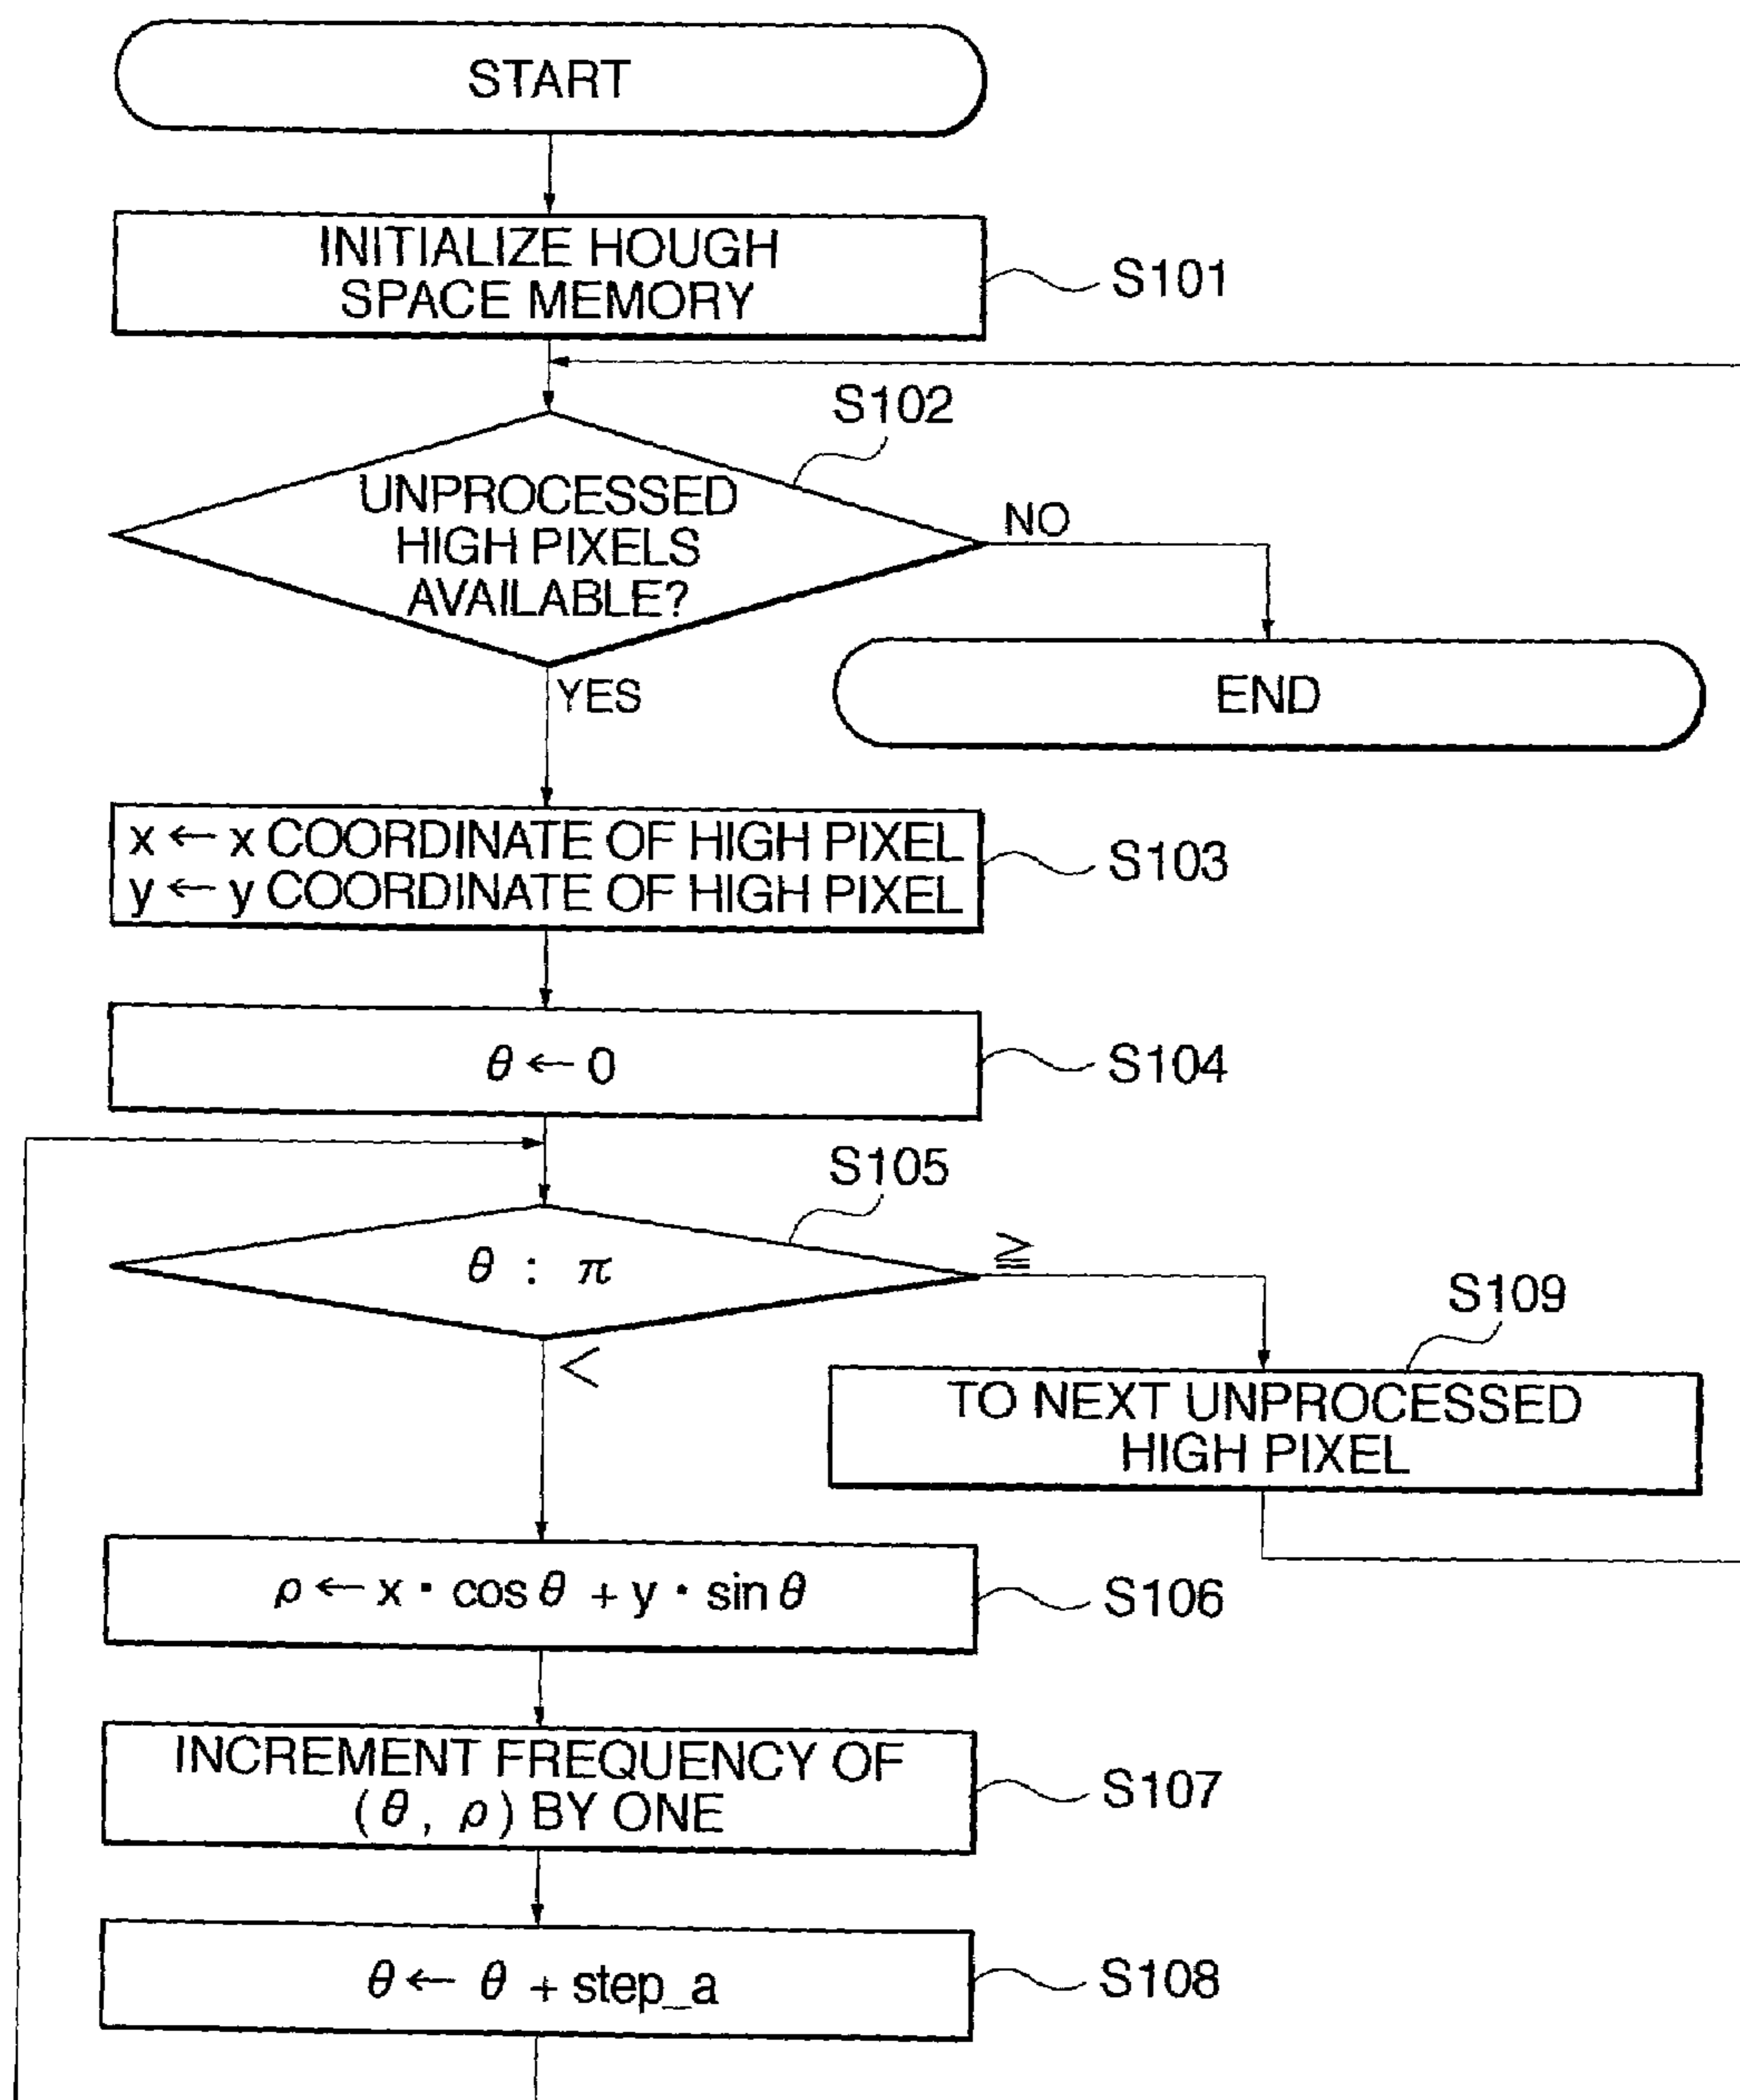 START
INITIALIZE HOUGH
SPACE MEMORY
S101
S102
UNPROCESSED
HIGH PIXELS
AVAILABLE?
NO
END
YES
x ← x COORDINATE OF HIGH PIXEL
y ← y COORDINATE OF HIGH PIXEL
S103
θ ← 0
S104
S105
θ : π
≧
S109
<
TO NEXT UNPROCESSED
HIGH PIXEL
ρ ← x · cos θ + y · sin θ
S106
INCREMENT FREQUENCY OF
(θ, ρ) BY ONE
S107
θ ← θ + step_a
S108